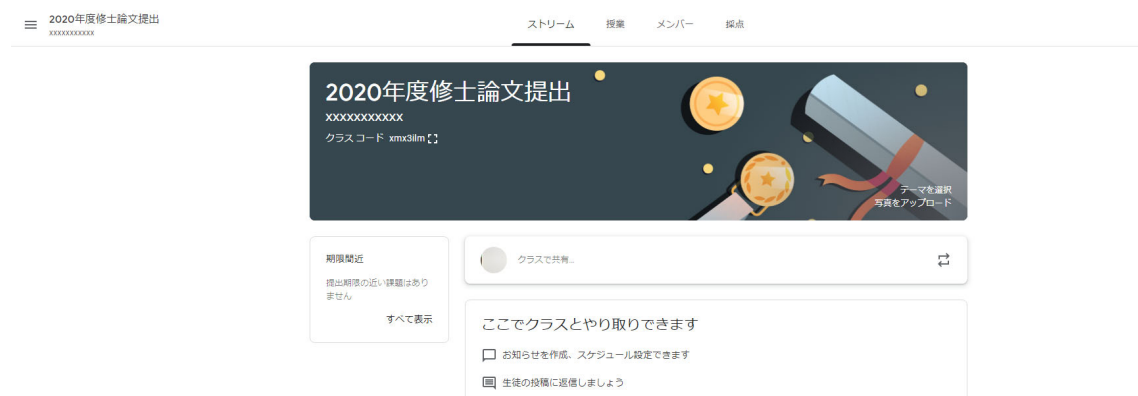 2020年度修士論文提出
xxxxxxxxxxx
ストリーム
授業
メンバー
採点
2020年度修士論文提出
xxxxxxxxxxx
クラス コード xmx3ilm
テーマを選択
写真をアップロード
期限間近
提出期限の近い課題はあり
ません
すべて表示
クラスで共有...
ここでクラスとやり取りできます
お知らせを作成、スケジュール設定できます
生徒の投稿に返信しましょう